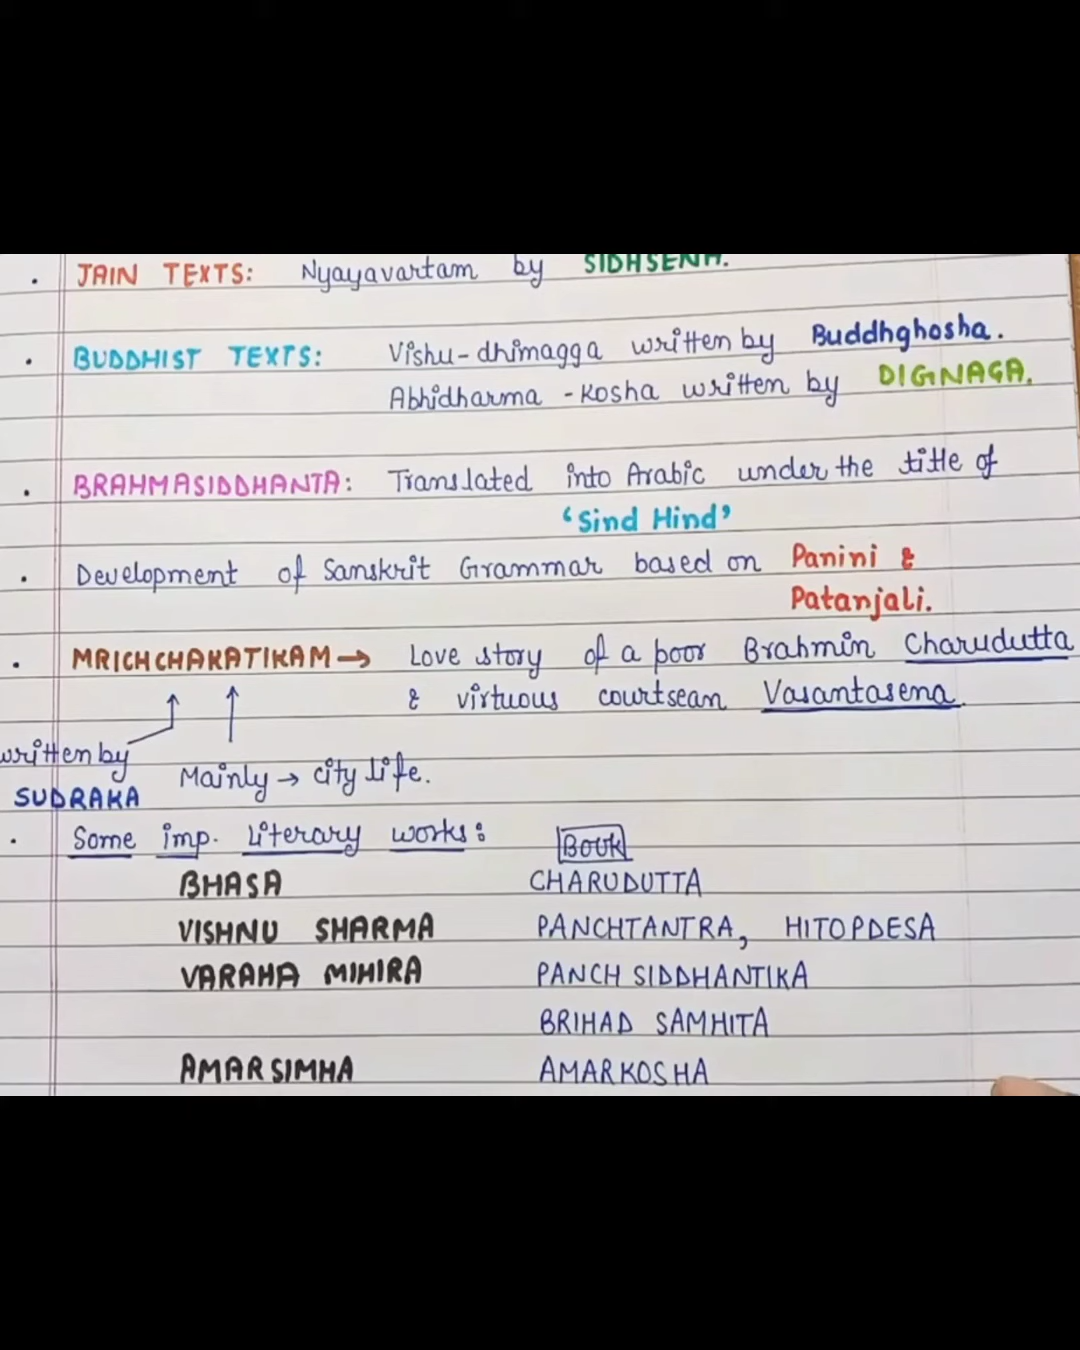 . JAIN TEXTS: Nyayavartam by SIDHSENA.
. BUDDHIST TEXTS: Vishu-dhimagga written by Buddhghosha.
Abhidharma - Kosha written by DIGNAGA.
. BRAHMASIDDHANTA: Translated into Arabic under the title of
'Sind Hind'
. Development of Sanskrit Grammar based on Panini &
Patanjali.
. MRICHCHAKATIKAM → Love story of a poor Brahmin Charudutta
& virtuous courtsean Vasantasena.
written by
SUDRAKA
Mainly → city life.
. Some imp. Literary works: Book
BHASA CHARUDUTTA
VISHNU SHARMA PANCHTANTRA, HITOPDESA
VARAHA MIHIRA PANCH SIDDHANTIKA
BRIHAD SAMHITA
AMARSIMHA AMARKOSHA